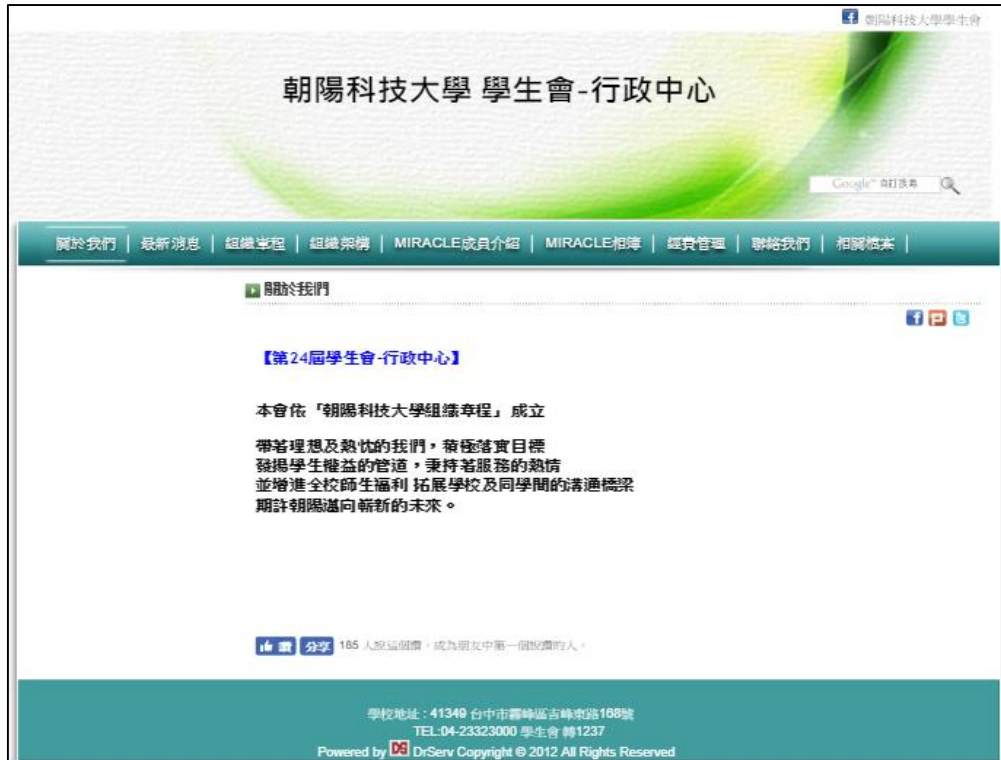 朝陽科技大學學生會
朝陽科技大學 學生會-行政中心
Google™ 自訂搜尋
關於我們 | 最新消息 | 組織章程 | 組織架構 | MIRACLE成員介紹 | MIRACLE相簿 | 經費管理 | 聯絡我們 | 相關檔案 |
關於我們
【第24屆學生會-行政中心】
本會依「朝陽科技大學組織章程」成立
帶著理想及熱忱的我們，積極落實目標
發揚學生權益的管道，秉持著服務的熱情
並增進全校師生福利 拓展學校及同學間的溝通橋梁
期許朝陽邁向嶄新的未來。
讚 分享 185 人說這個讚。成為朋友中第一個說讚的人。
學校地址 : 41349 台中市霧峰區吉峰東路168號
TEL:04-23323000 學生會 轉1237
Powered by DS DrServ Copyright © 2012 All Rights Reserved